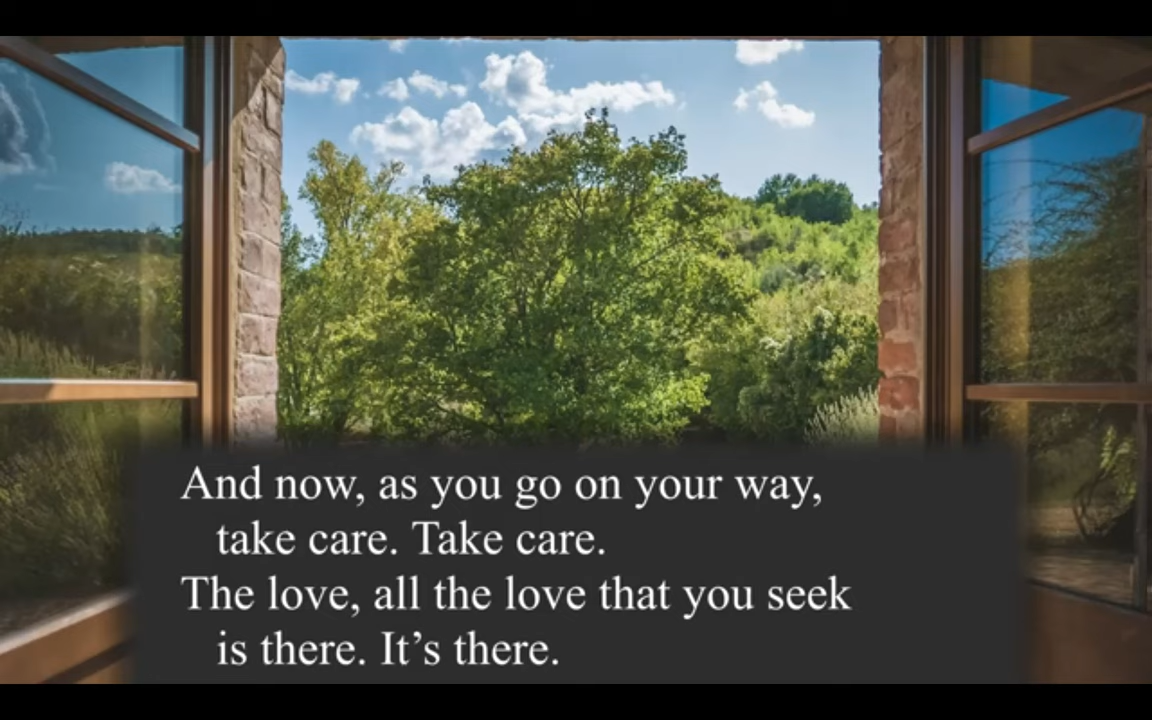 And now, as you go on your way,
take care. Take care.
The love, all the love that you seek
is there. It’s there.